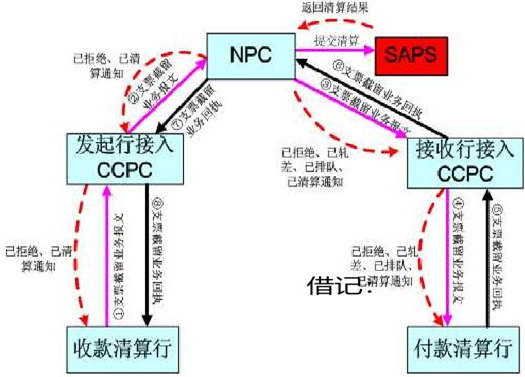 返回清算结果
NPC
提交清算
SAPS
已拒绝、已清
算通知
②支票截留
业务报文
⑦支票截留
业务回执
⑥支票截留业务回执
③支票截留业务报文
发起行接入
CCPC
接收行接入
CCPC
已拒绝、已轧
差、已排队、
已清算通知
已拒绝、已清
算通知
①支票截留业务报文
⑧支票截留业务回执
已拒绝、已轧
差、已排队、
已清算通知
④支票截留业务报文
⑤支票截留业务回执
借记：
收款清算行
付款清算行